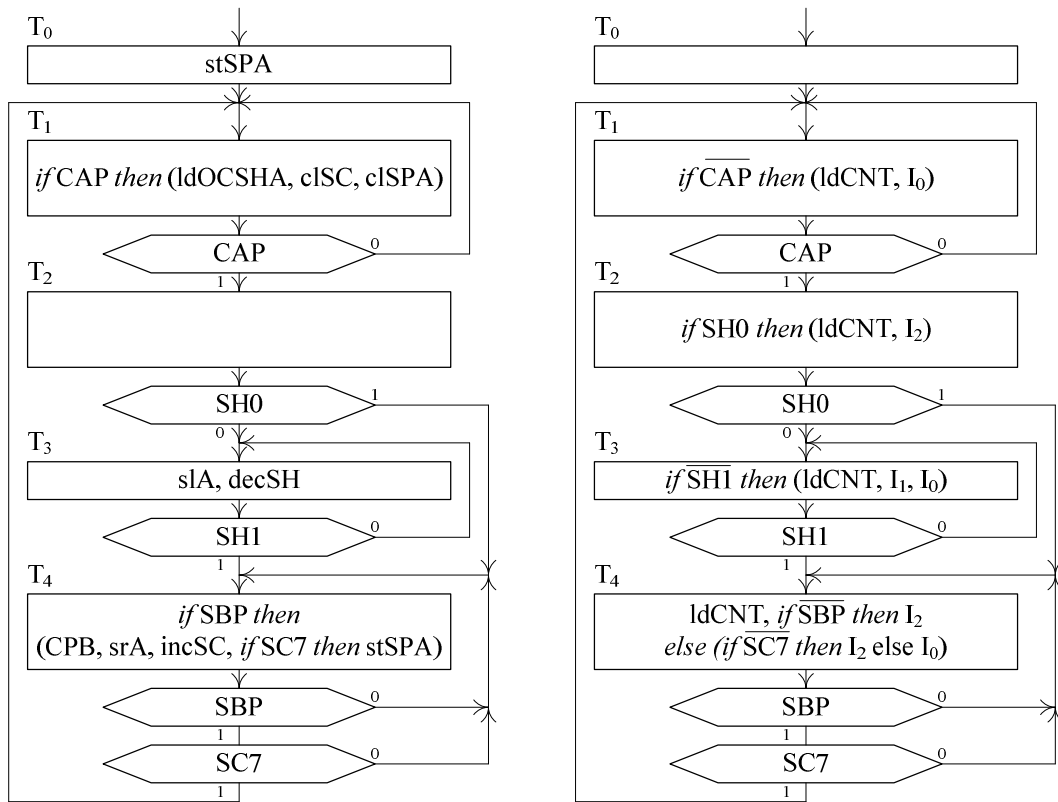 T₀
stSPA
T₁
if CAP then (ldOCSHA, clSC, clSPA)
CAP
0
1
T₂
SH0
1
0
T₃
slA, decSH
SH1
0
1
T₄
if SBP then
(CPB, srA, incSC, if SC7 then stSPA)
SBP
0
1
SC7
0
1
T₀
T₁
if C̅A̅P̅ then (ldCNT, I₀)
CAP
0
1
T₂
if SH0 then (ldCNT, I₂)
SH0
1
0
T₃
if S̅H̅1̅ then (ldCNT, I₁, I₀)
SH1
0
1
T₄
ldCNT, if S̅B̅P̅ then I₂
else (if S̅C̅7̅ then I₂ else I₀)
SBP
0
1
SC7
0
1